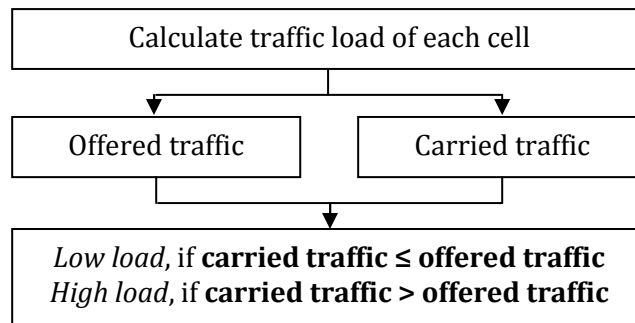 Calculate traffic load of each cell
Offered traffic
Carried traffic
Low load, if carried traffic ≤ offered traffic
High load, if carried traffic > offered traffic